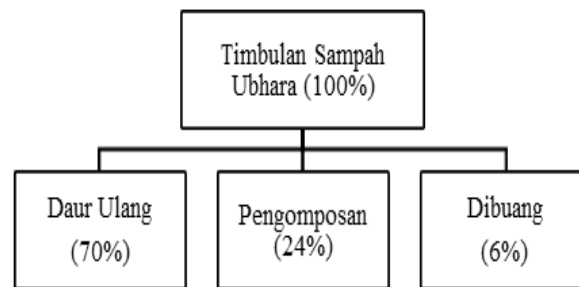 Timbulan Sampah
Ubhara (100%)
Daur Ulang
(70%)
Pengomposan
(24%)
Dibuang
(6%)